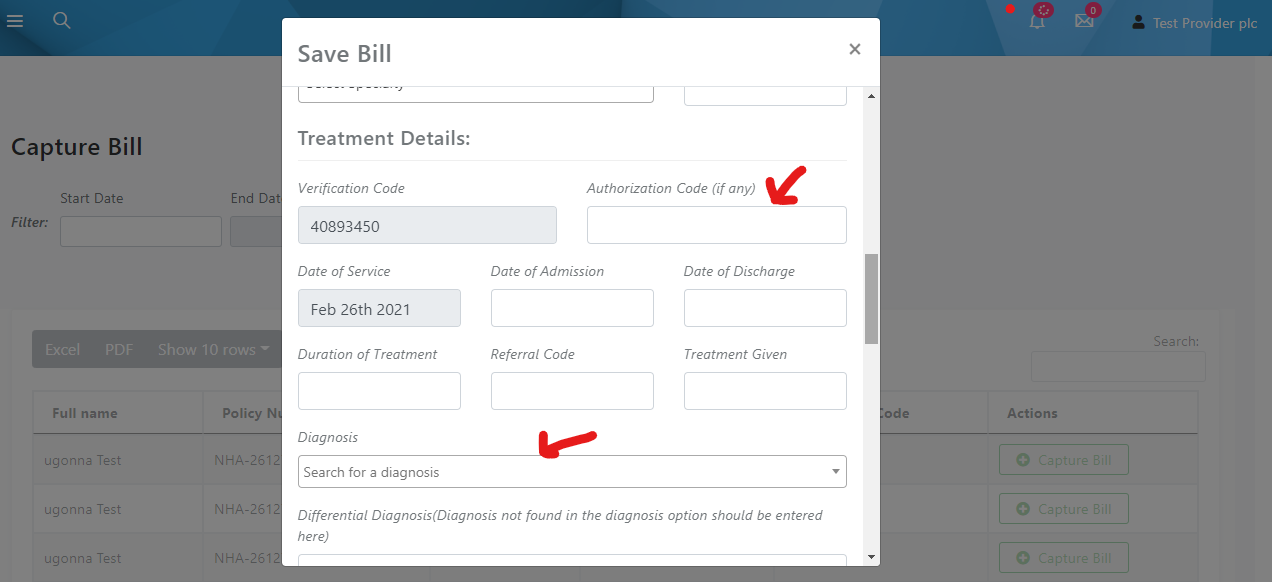 0
Test Provider plc
Save Bill
×
Select Specialty
Capture Bill
Treatment Details:
Start Date
End Dat
Filter:
Verification Code
Authorization Code (if any)
40893450
Date of Service
Date of Admission
Date of Discharge
Feb 26th 2021
Excel PDF Show 10 rows
Search:
Duration of Treatment
Referral Code
Treatment Given
Full name
Policy Nu
Code
Actions
Diagnosis
Search for a diagnosis
ugonna Test
NHA-2612
Capture Bill
ugonna Test
NHA-2612
Capture Bill
Differential Diagnosis(Diagnosis not found in the diagnosis option should be entered
here)
ugonna Test
NHA-2612
Capture Bill